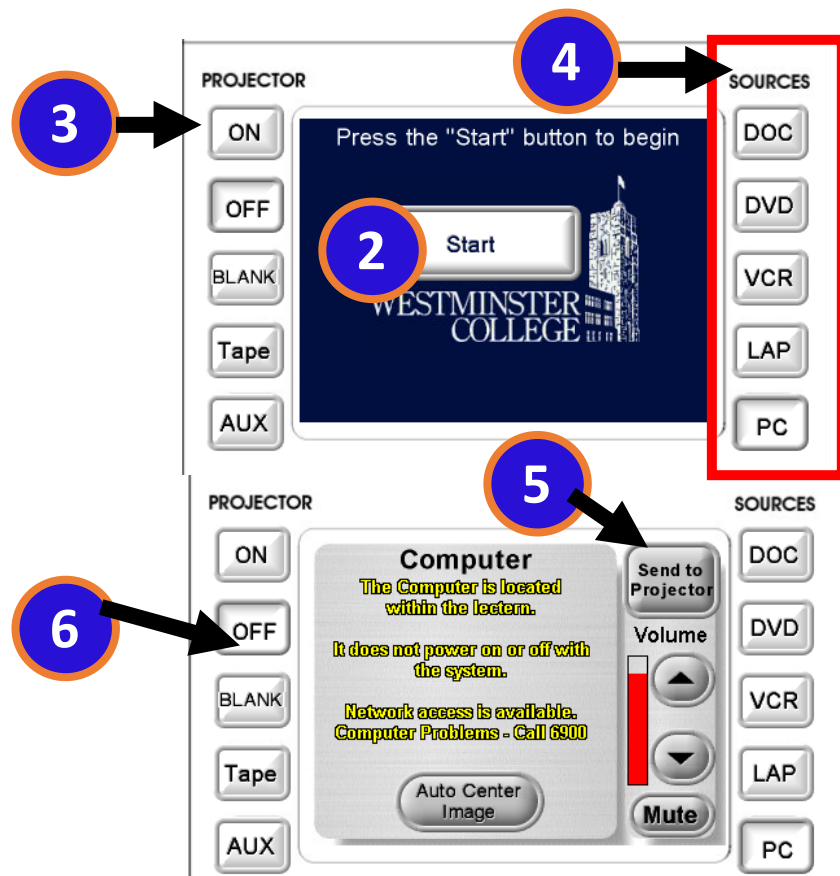 4
PROJECTOR
SOURCES
3
ON
Press the "Start" button to begin
DOC
OFF
2
Start
DVD
BLANK
WESTMINSTER
COLLEGE
VCR
Tape
LAP
AUX
PC
5
PROJECTOR
SOURCES
ON
Computer
The Computer is located
within the lectern.
It does not power on or off with
the system.
Network access is available.
Computer Problems - Call 6900
Auto Center
Image
Send to
Projector
Volume
Mute
DOC
6
OFF
DVD
BLANK
VCR
Tape
LAP
AUX
PC